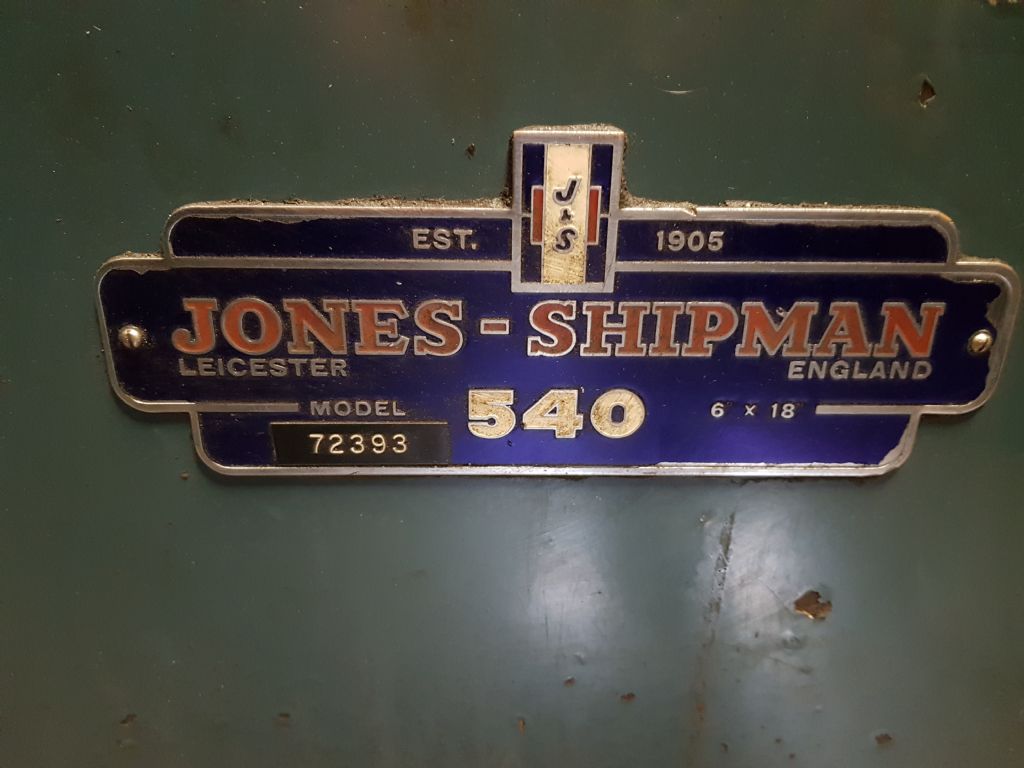 J & S
EST. 1905
JONES-SHIPMAN
LEICESTER ENGLAND
MODEL 540 6" x 18"
72393